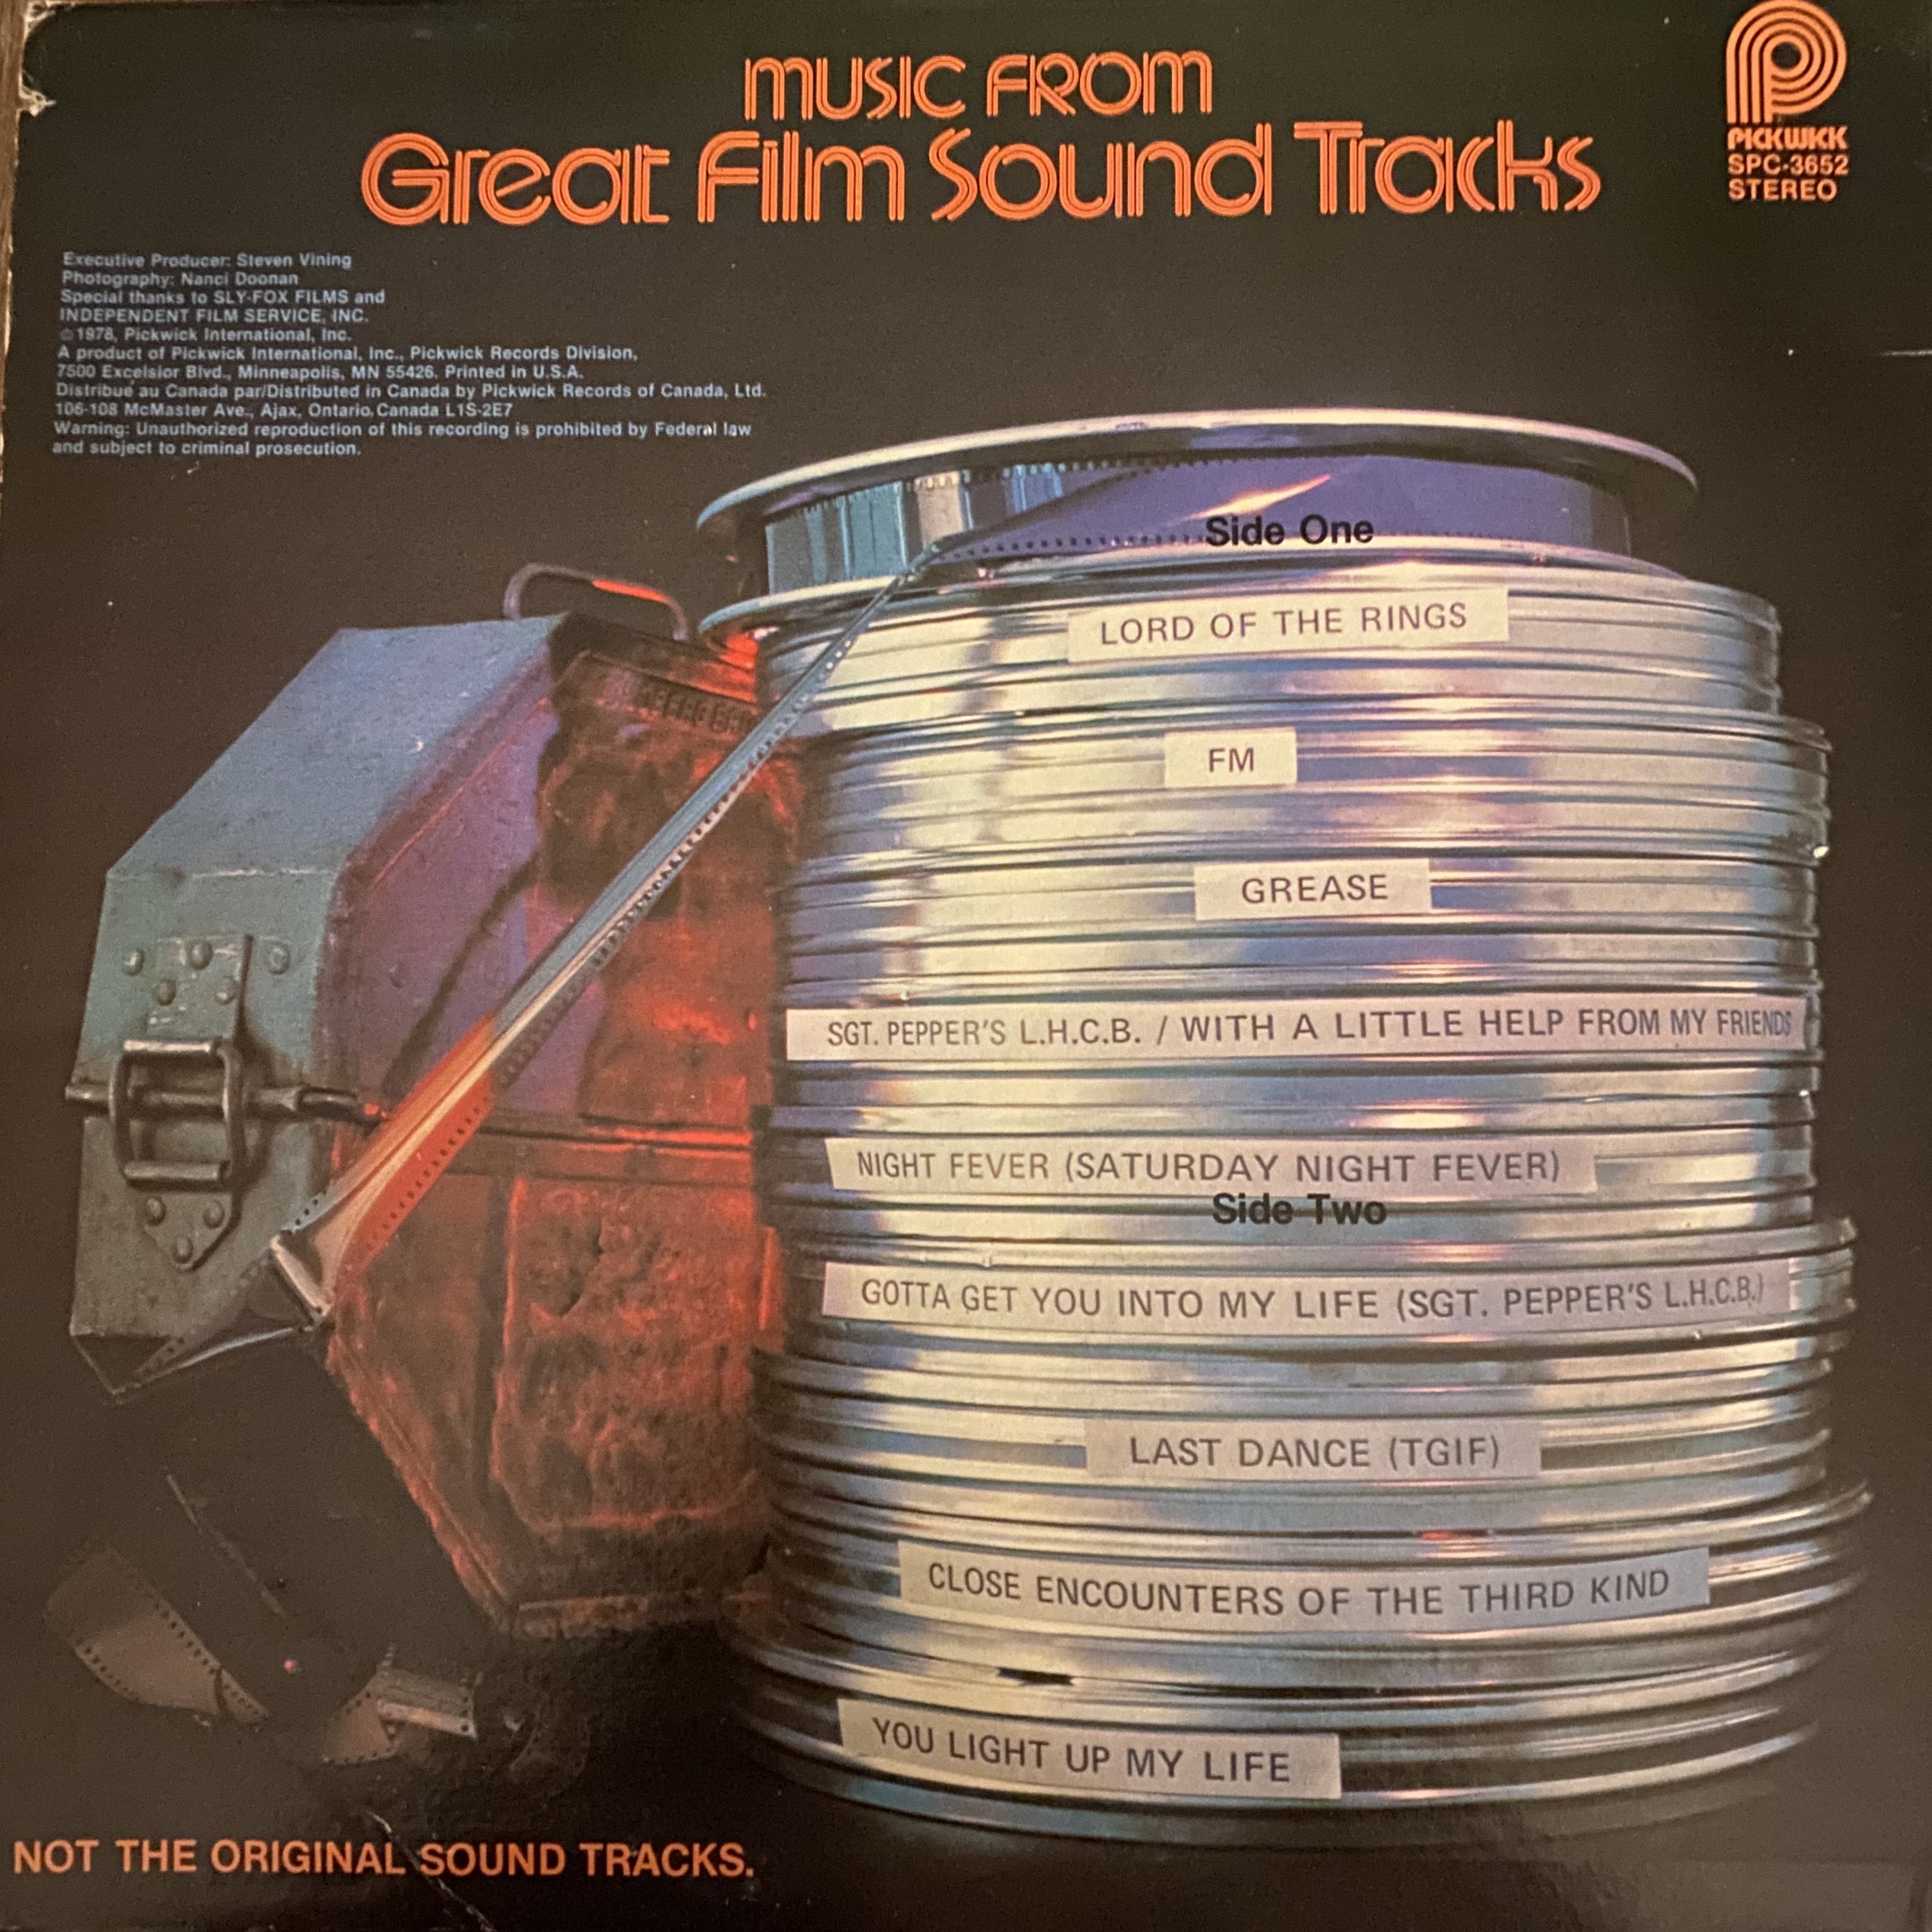 MUSIC FROM
Great Film Sound Tracks
PICKWICK
SPC-3652
STEREO
Executive Producer: Steven Vining
Photography: Nanci Doonan
Special thanks to SLY-FOX FILMS and
INDEPENDENT FILM SERVICE, INC.
©1978, Pickwick International, Inc.
A product of Pickwick International, Inc., Pickwick Records Division,
7500 Excelsior Blvd., Minneapolis, MN 55426. Printed in U.S.A.
Distribué au Canada par/Distributed in Canada by Pickwick Records of Canada, Ltd.
106-108 McMaster Ave., Ajax, Ontario, Canada L1S-2E7
Warning: Unauthorized reproduction of this recording is prohibited by Federal law
and subject to criminal prosecution.
Side One
LORD OF THE RINGS
FM
GREASE
SGT. PEPPER'S L.H.C.B. / WITH A LITTLE HELP FROM MY FRIENDS
NIGHT FEVER (SATURDAY NIGHT FEVER)
Side Two
GOTTA GET YOU INTO MY LIFE (SGT. PEPPER'S L.H.C.B.)
LAST DANCE (TGIF)
CLOSE ENCOUNTERS OF THE THIRD KIND
YOU LIGHT UP MY LIFE
NOT THE ORIGINAL SOUND TRACKS.